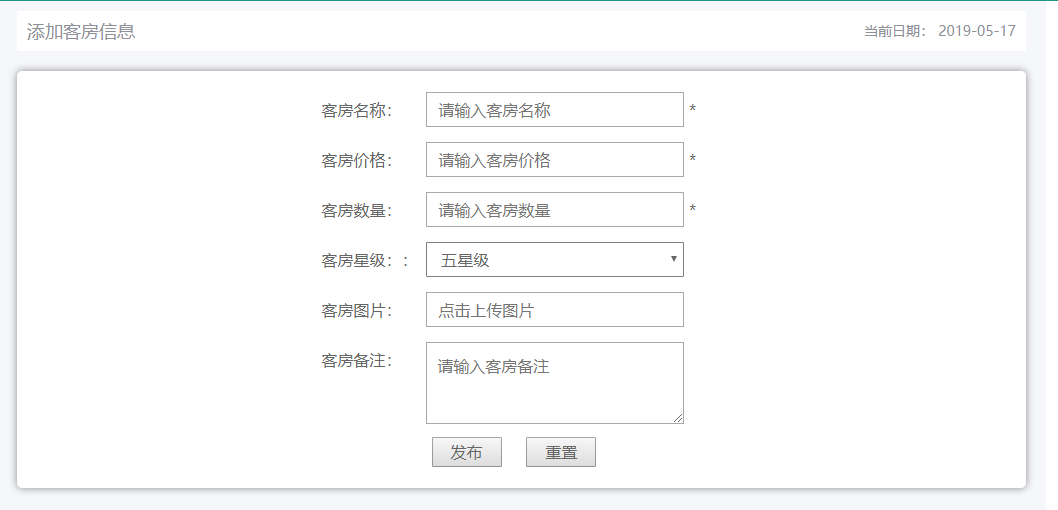 添加客房信息 当前日期： 2019-05-17
客房名称： 请输入客房名称 *
客房价格： 请输入客房价格 *
客房数量： 请输入客房数量 *
客房星级：： 五星级
客房图片： 点击上传图片
客房备注： 请输入客房备注
发布 重置